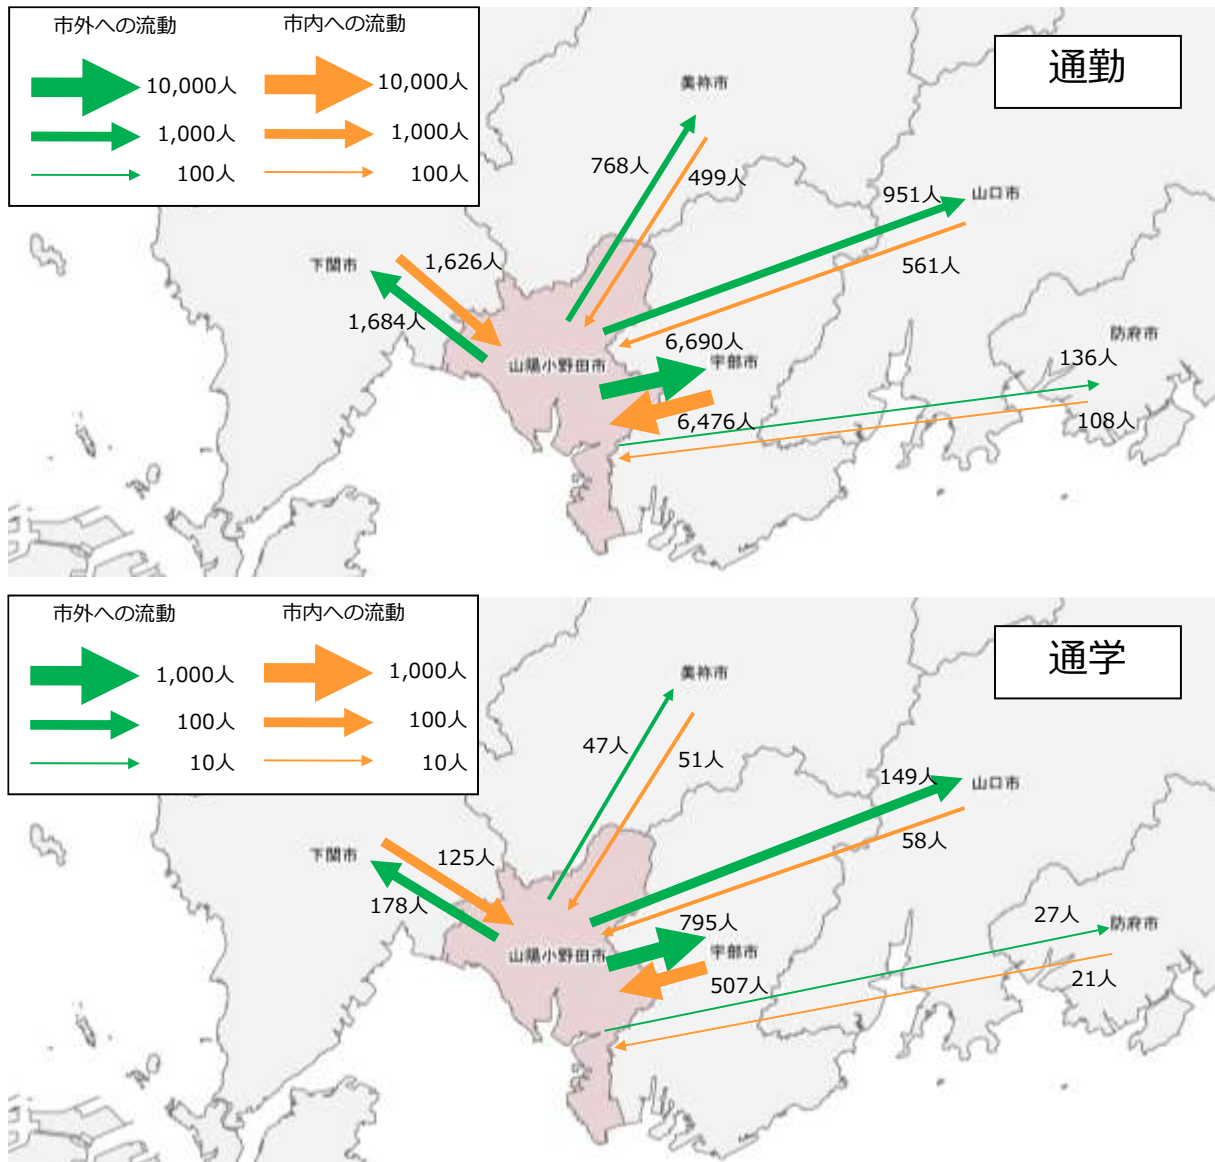 市外への流動 市内への流動
10,000人 10,000人
1,000人 1,000人
100人 100人
通勤
美祢市
768人
499人
951人
山口市
561人
下関市
1,626人
1,684人
山陽小野田市
6,690人
宇部市
6,476人
防府市
136人
108人
市外への流動 市内への流動
1,000人 1,000人
100人 100人
10人 10人
通学
美祢市
47人
51人
149人
山口市
58人
下関市
125人
178人
山陽小野田市
795人
宇部市
507人
27人
防府市
21人